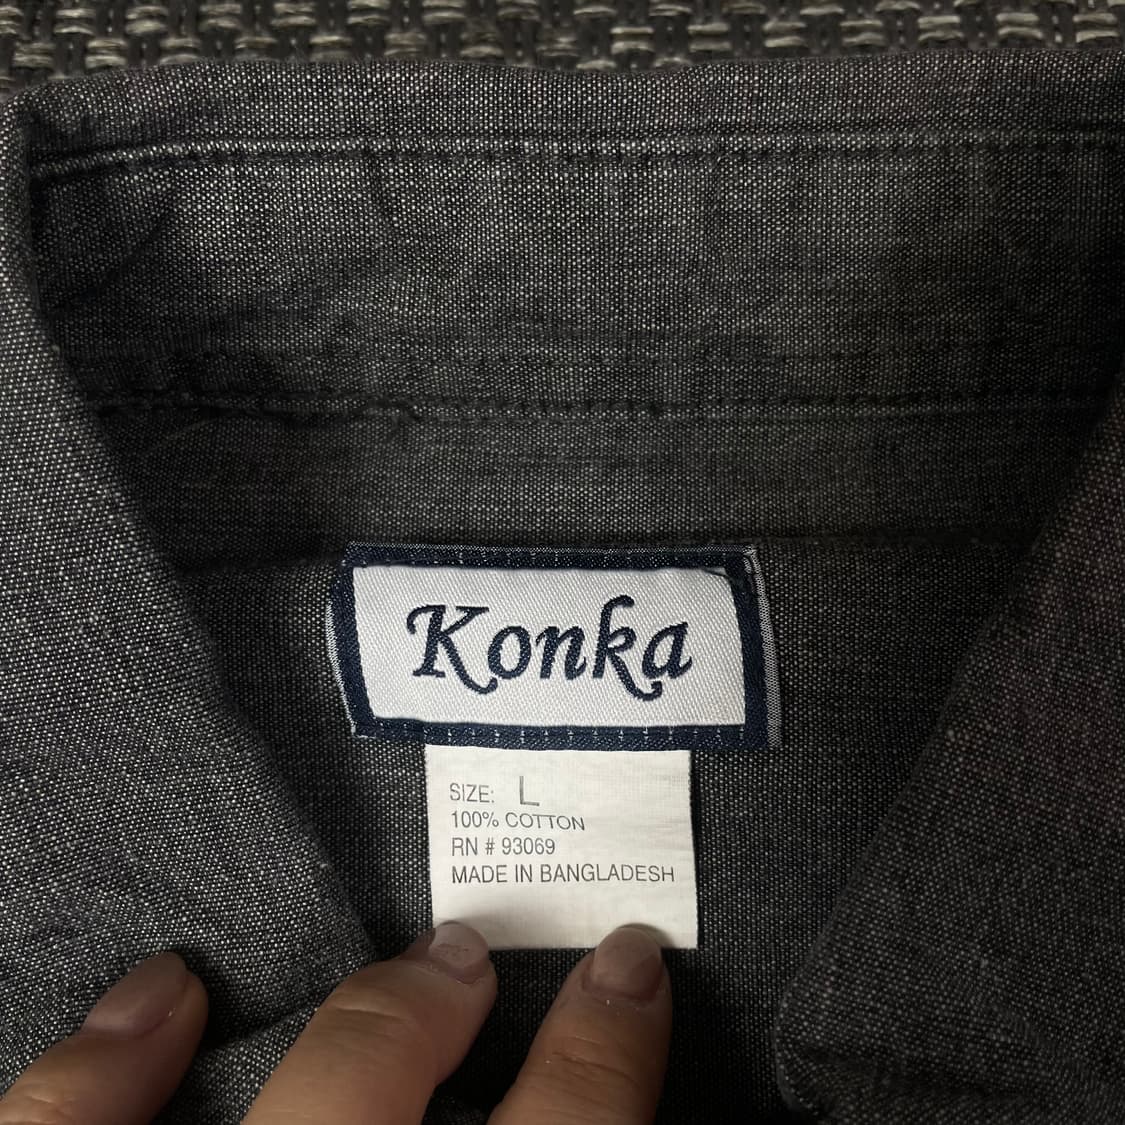 Konka
SIZE: L
100% COTTON
RN # 93069
MADE IN BANGLADESH